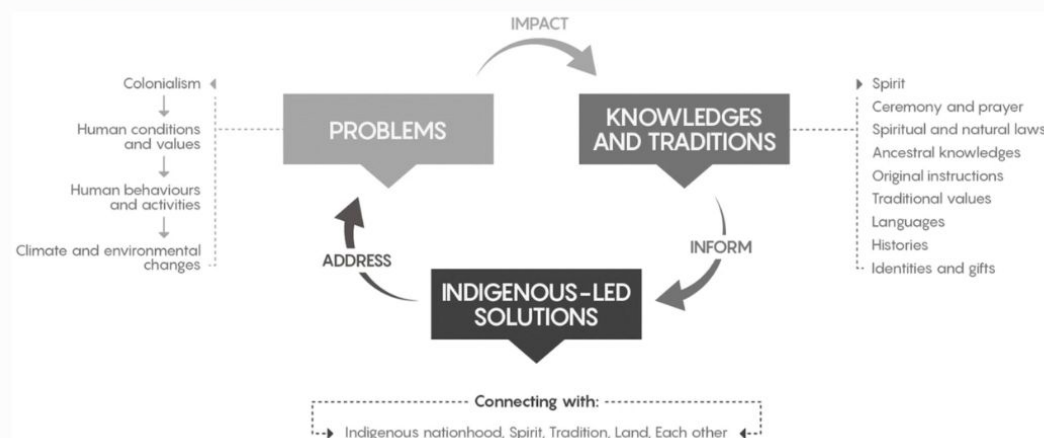 IMPACT
Colonialism
Human conditions
and values
Human behaviours
and activities
Climate and environmental
changes
PROBLEMS
KNOWLEDGES
AND TRADITIONS
Spirit
Ceremony and prayer
Spiritual and natural laws
Ancestral knowledges
Original instructions
Traditional values
Languages
Histories
Identities and gifts
ADDRESS
INFORM
INDIGENOUS-LED
SOLUTIONS
Connecting with:
Indigenous nationhood, Spirit, Tradition, Land, Each other